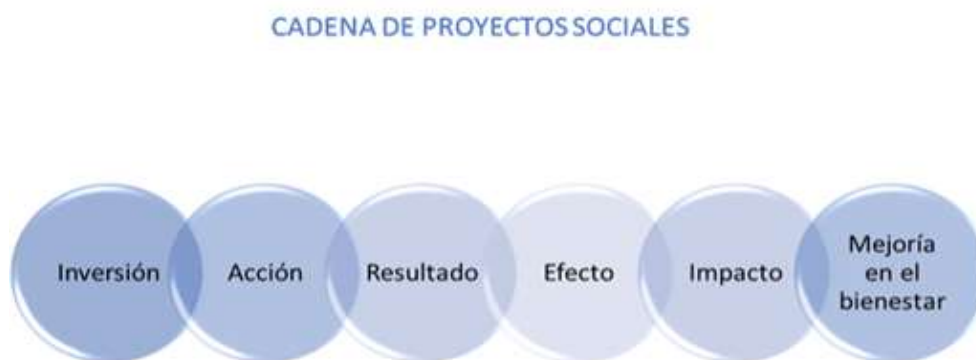 CADENA DE PROYECTOS SOCIALES
Inversión
Acción
Resultado
Efecto
Impacto
Mejoría
en el
bienestar